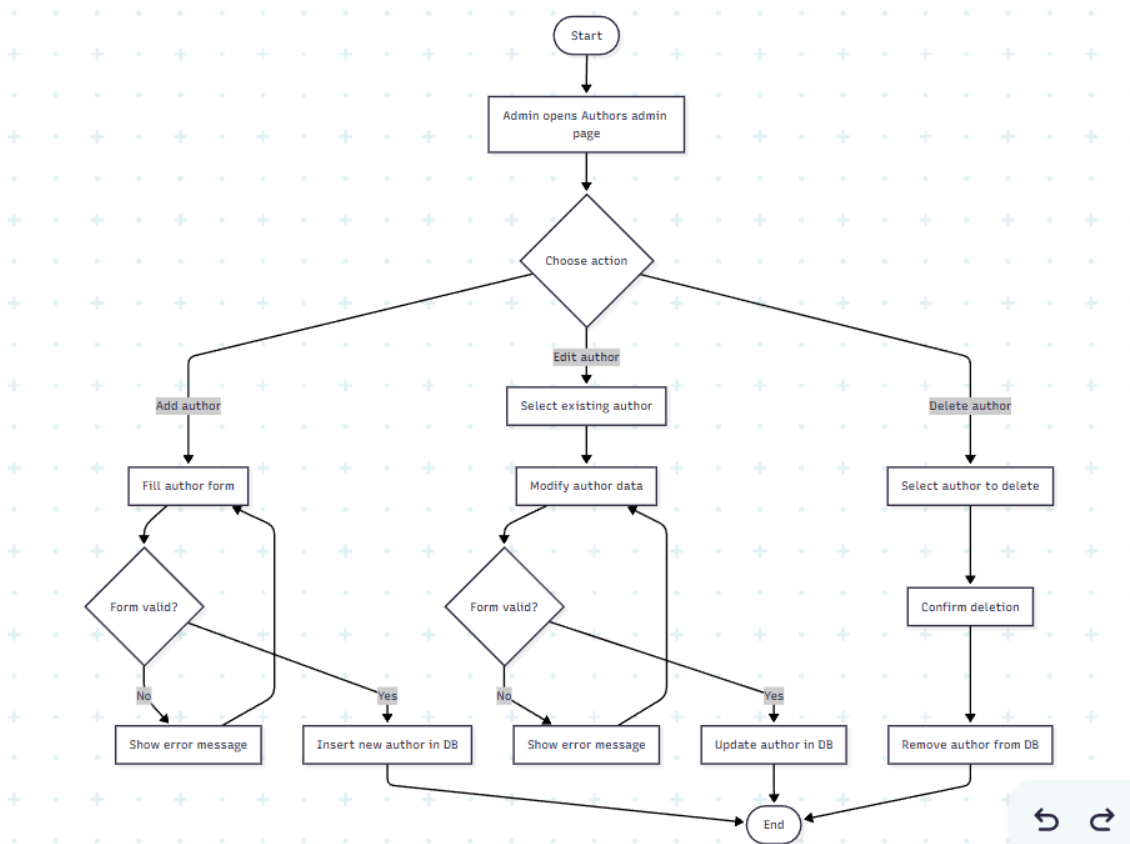 Start
Admin opens Authors admin
page
Choose action
Edit author
Add author
Delete author
Select existing author
Fill author form
Modify author data
Select author to delete
Form valid?
Form valid?
Confirm deletion
No
Yes
No
Yes
Show error message
Insert new author in DB
Show error message
Update author in DB
Remove author from DB
End